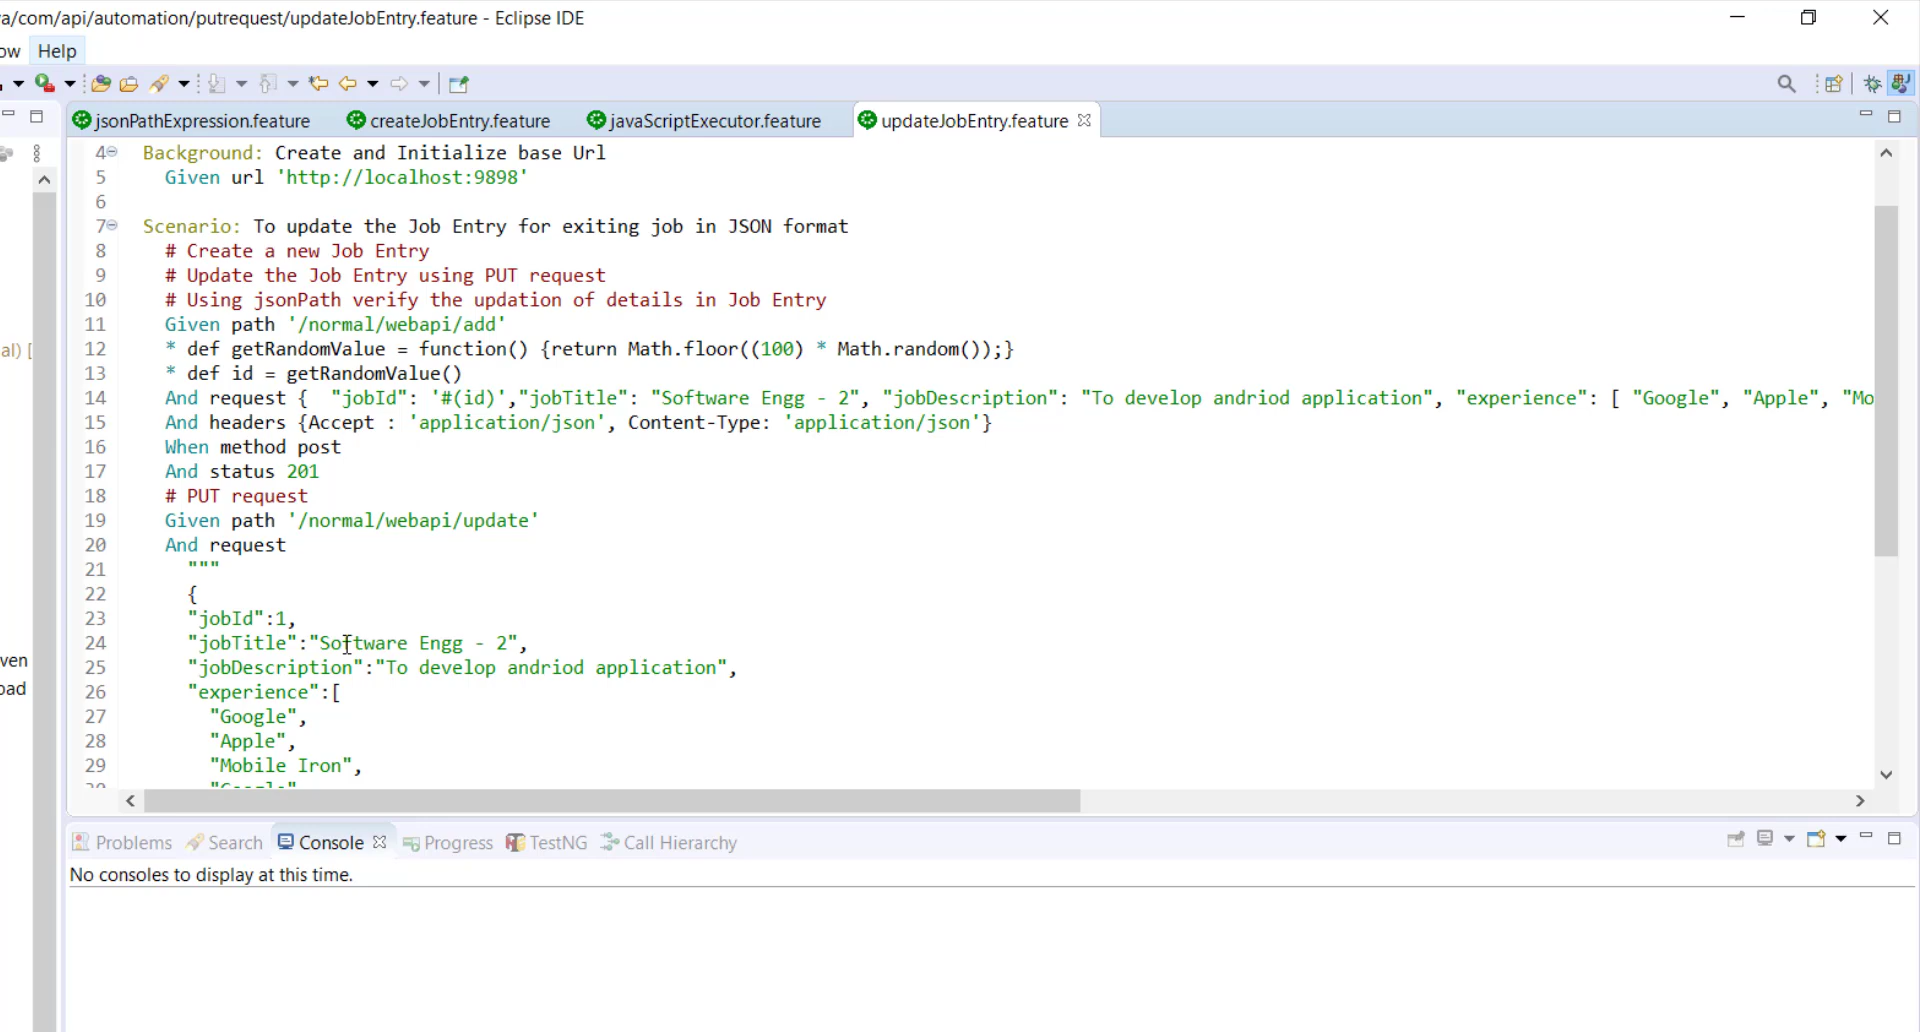 a/com/api/automation/putrequest/updateJobEntry.feature - Eclipse IDE
ow Help
jsonPathExpression.feature createJobEntry.feature javaScriptExecutor.feature updateJobEntry.feature
4 Background: Create and Initialize base Url
5 Given url 'http://localhost:9898'
6
7 Scenario: To update the Job Entry for exiting job in JSON format
8 # Create a new Job Entry
9 # Update the Job Entry using PUT request
10 # Using jsonPath verify the updation of details in Job Entry
11 Given path '/normal/webapi/add'
12 * def getRandomValue = function() {return Math.floor((100) * Math.random());}
13 * def id = getRandomValue()
14 And request { "jobId": '#(id)',"jobTitle": "Software Engg - 2", "jobDescription": "To develop andriod application", "experience": [ "Google", "Apple", "Mo
15 And headers {Accept : 'application/json', Content-Type: 'application/json'}
16 When method post
17 And status 201
18 # PUT request
19 Given path '/normal/webapi/update'
20 And request
21 """
22 {
23 "jobId":1,
24 "jobTitle":"Software Engg - 2",
25 "jobDescription":"To develop andriod application",
26 "experience":[
27 "Google",
28 "Apple",
29 "Mobile Iron",
30 "Google"
al) [
ven
oad
Problems Search Console Progress TestNG Call Hierarchy
No consoles to display at this time.